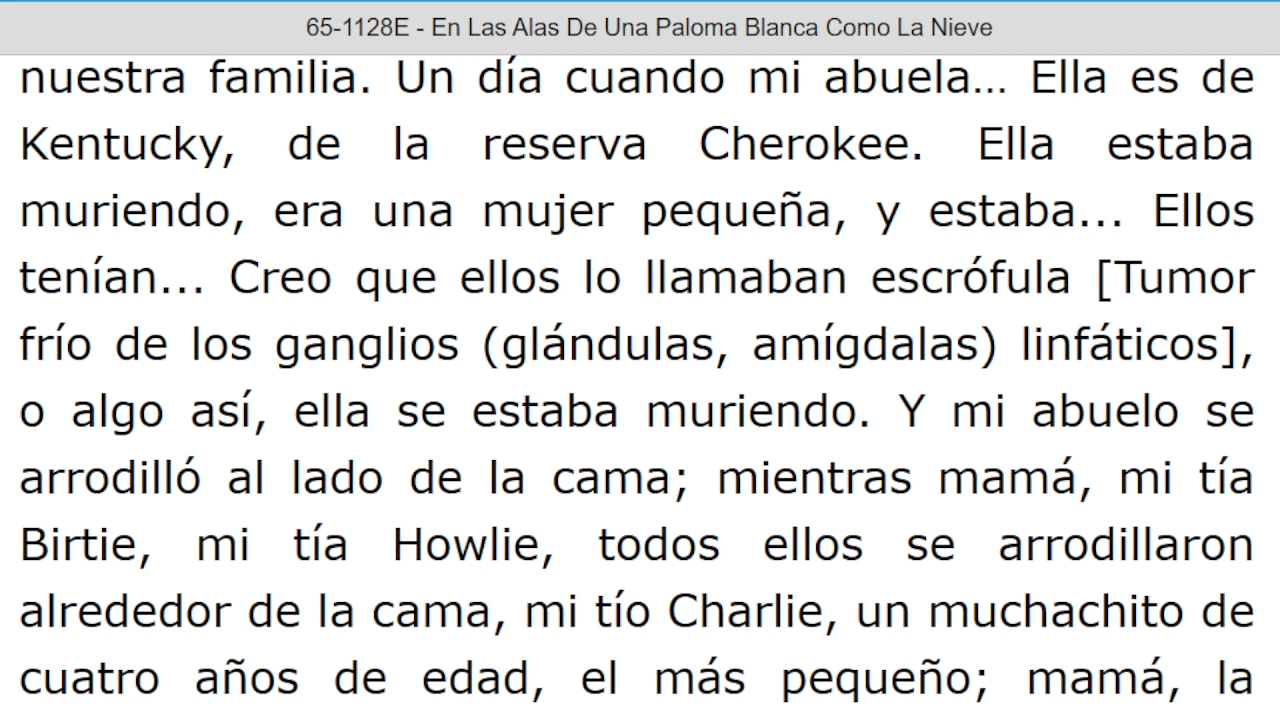 65-1128E - En Las Alas De Una Paloma Blanca Como La Nieve
nuestra familia. Un día cuando mi abuela... Ella es de
Kentucky, de la reserva Cherokee. Ella estaba
muriendo, era una mujer pequeña, y estaba... Ellos
tenían... Creo que ellos lo llamaban escrófula [Tumor
frío de los ganglios (glándulas, amígdalas) linfáticos],
o algo así, ella se estaba muriendo. Y mi abuelo se
arrodilló al lado de la cama; mientras mamá, mi tía
Birtie, mi tía Howlie, todos ellos se arrodillaron
alrededor de la cama, mi tío Charlie, un muchachito de
cuatro años de edad, el más pequeño; mamá, la